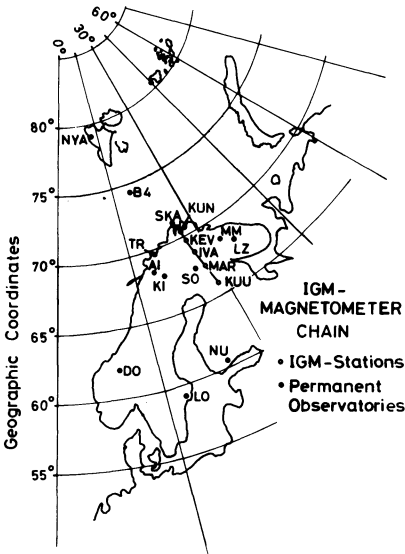 0°
30°
60°
80°
75°
70°
65°
60°
55°
Geographic Coordinates
NYA
B4
SKA
KUN
KEV
IVA
MAR
KUU
MM
LZ
TR
KI
SO
DO
NU
LO
IGM-
MAGNETOMETER
CHAIN
• IGM-Stations
• Permanent
Observatories